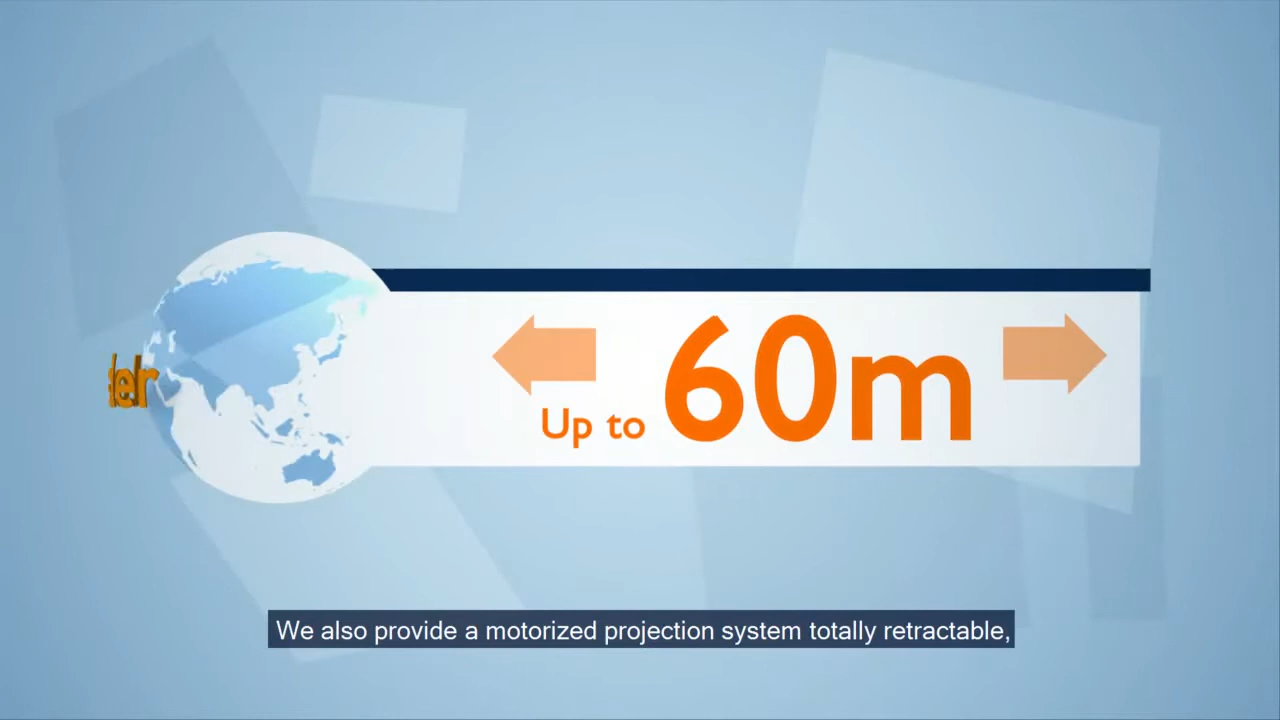 Up to 60m
We also provide a motorized projection system totally retractable,